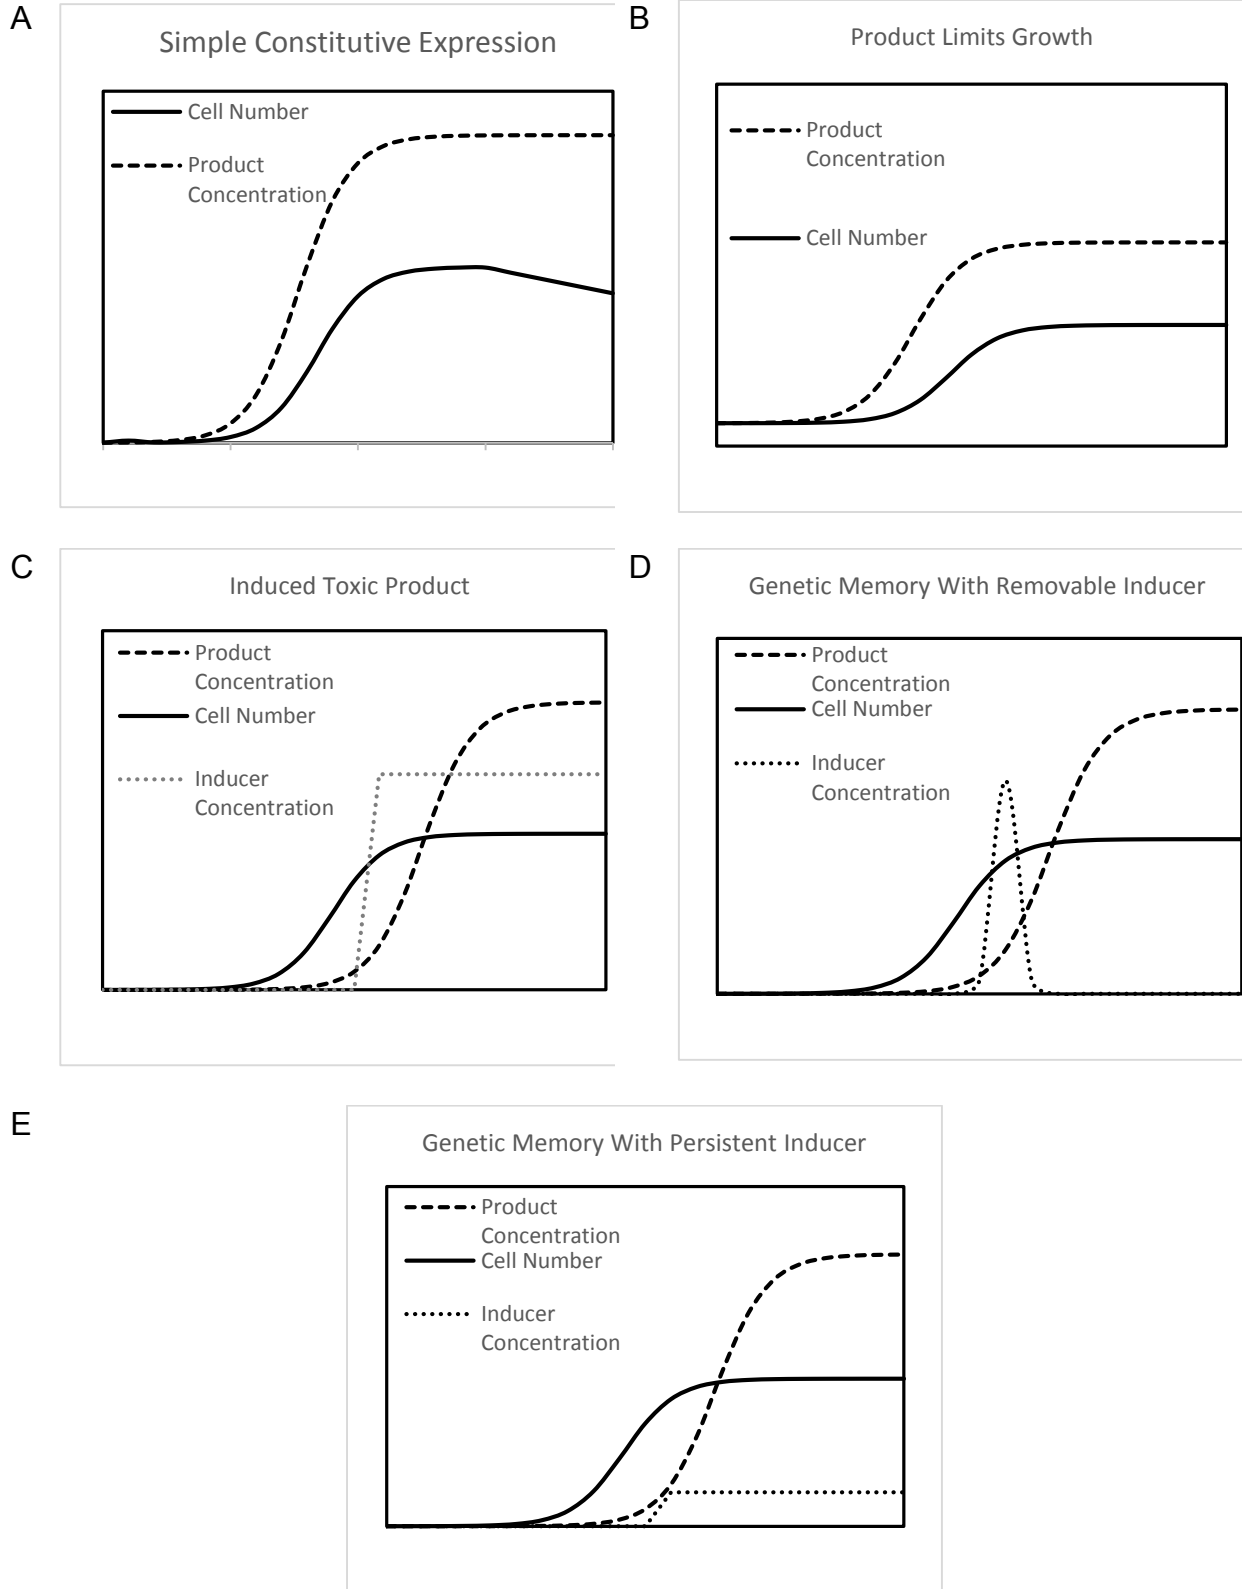 A
Simple Constitutive Expression
Cell Number
Product
Concentration
B
Product Limits Growth
Product
Concentration
Cell Number
C
Induced Toxic Product
Product
Concentration
Cell Number
Inducer
Concentration
D
Genetic Memory With Removable Inducer
Product
Concentration
Cell Number
Inducer
Concentration
E
Genetic Memory With Persistent Inducer
Product
Concentration
Cell Number
Inducer
Concentration